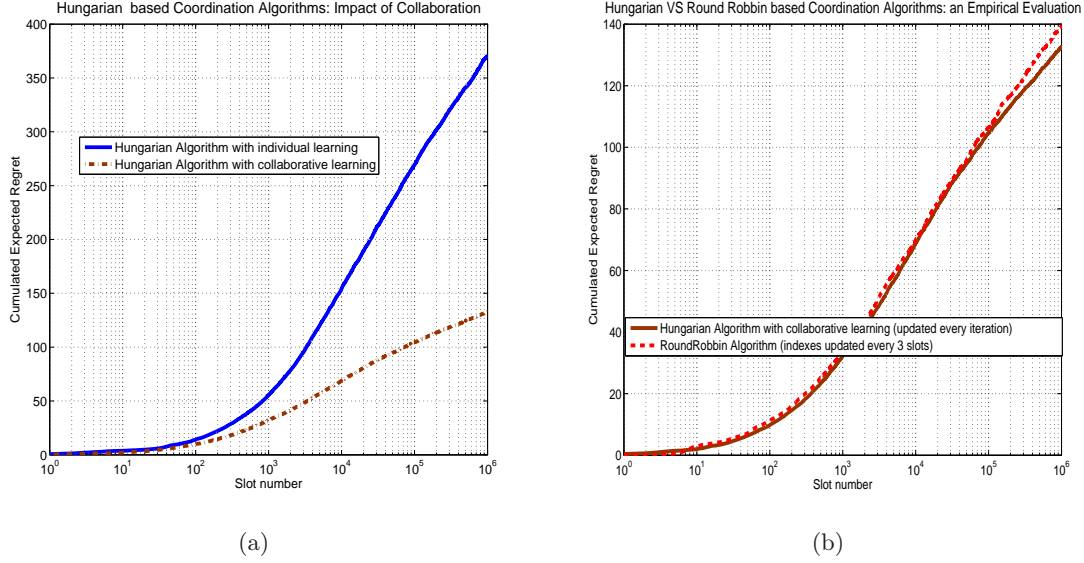 Hungarian based Coordination Algorithms: Impact of Collaboration
400
350
300
250
200
150
100
50
0
Cumulated Expected Regret
Hungarian Algorithm with individual learning
Hungarian Algorithm with collaborative learning
10^0 10^1 10^2 10^3 10^4 10^5 10^6
Slot number
(a)
Hungarian VS Round Robbin based Coordination Algorithms: an Empirical Evaluation
140
120
100
80
60
40
20
0
Cumulated Expected Regret
Hungarian Algorithm with collaborative learning (updated every iteration)
RoundRobbin Algorithm (indexes updated every 3 slots)
10^0 10^1 10^2 10^3 10^4 10^5 10^6
Slot number
(b)